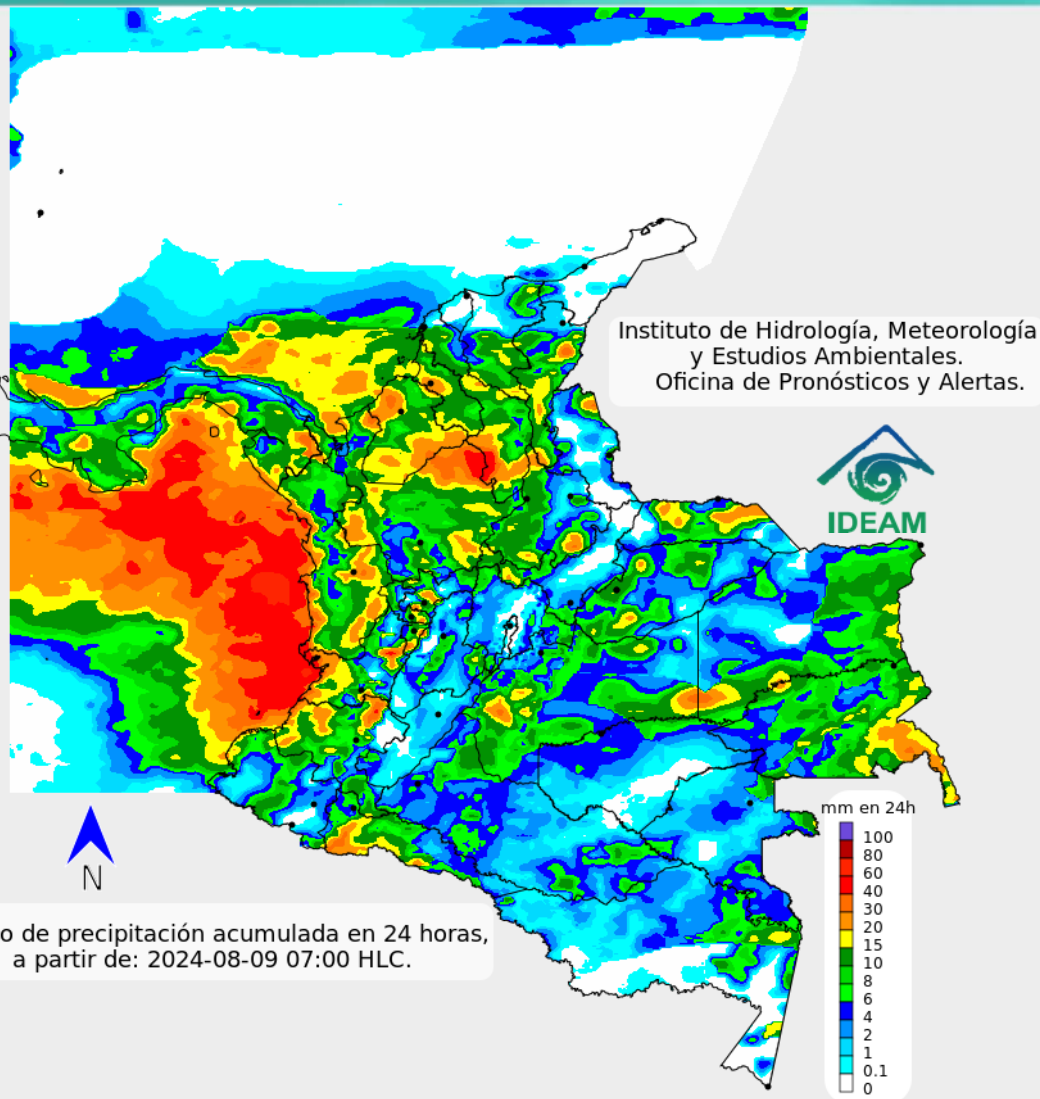 Instituto de Hidrología, Meteorología
y Estudios Ambientales.
Oficina de Pronósticos y Alertas.
IDEAM
mm en 24h
100
80
60
40
30
20
15
10
8
6
4
2
1
0.1
0
N
o de precipitación acumulada en 24 horas,
a partir de: 2024-08-09 07:00 HLC.